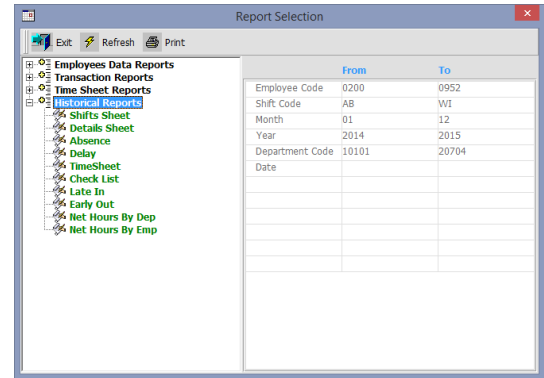 Report Selection
Exit Refresh Print
Employees Data Reports
Transaction Reports
Time Sheet Reports
Historical Reports
Shifts Sheet
Details Sheet
Absence
Delay
TimeSheet
Check List
Late In
Early Out
Net Hours By Dep
Net Hours By Emp
From To
Employee Code 0200 0952
Shift Code AB WI
Month 01 12
Year 2014 2015
Department Code 10101 20704
Date